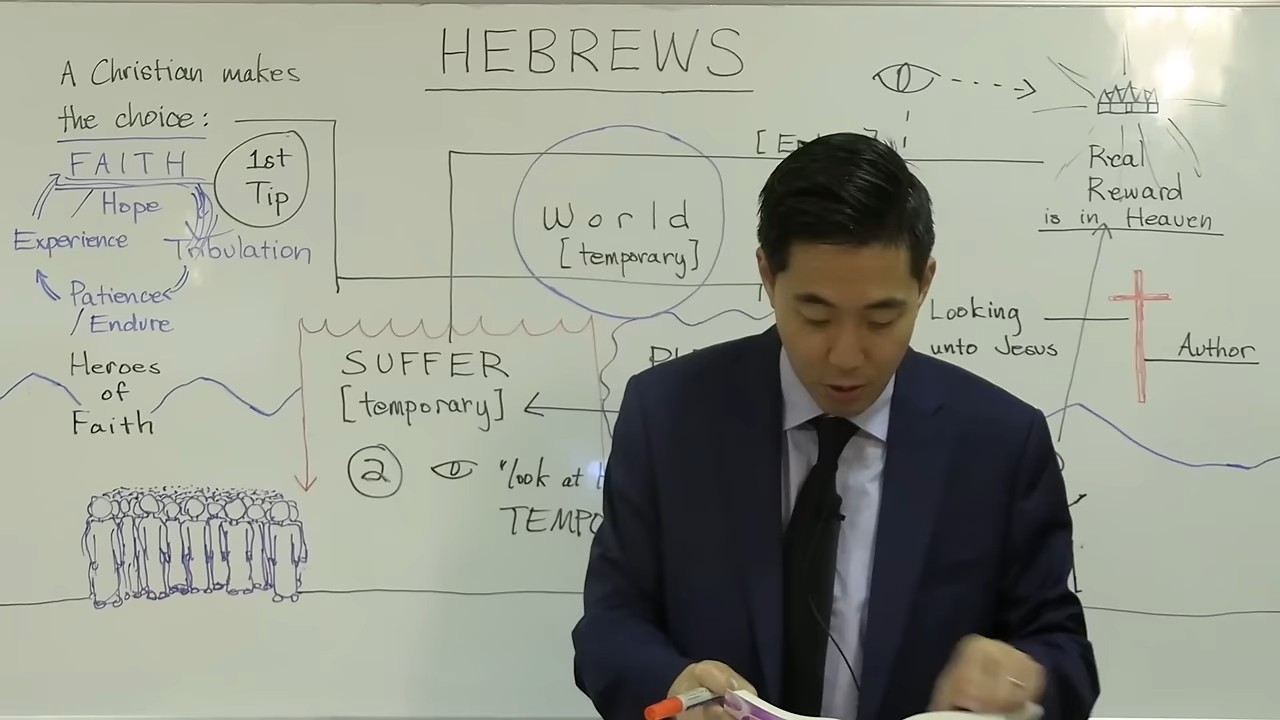 HEBREWS
A Christian makes
the choice:
FAITH
/ Hope
Experience
Tribulation
Patience
/ Endure
1st
Tip
Heroes
of
Faith
World
[temporary]
SUFFER
[temporary]
2
"look at
Real
Reward
is in Heaven
Looking
unto Jesus
Author